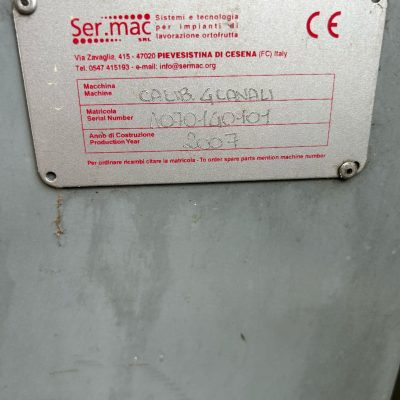 Ser.mac SRL
Sistemi e tecnologia
per impianti di
lavorazione ortofrutta
CE
Via Zavaglia, 415 - 47020 PIEVESISTINA DI CESENA (FC) Italy
Tel. 0547 415193 - e-mail: info@sermac.org
Macchina
Machine
CALIB. 4 CANALI
Matricola
Serial Number
1070140101
Anno di Costruzione
Production Year
2007
Per ordinare ricambi citare la matricola - To order spare parts mention machine number